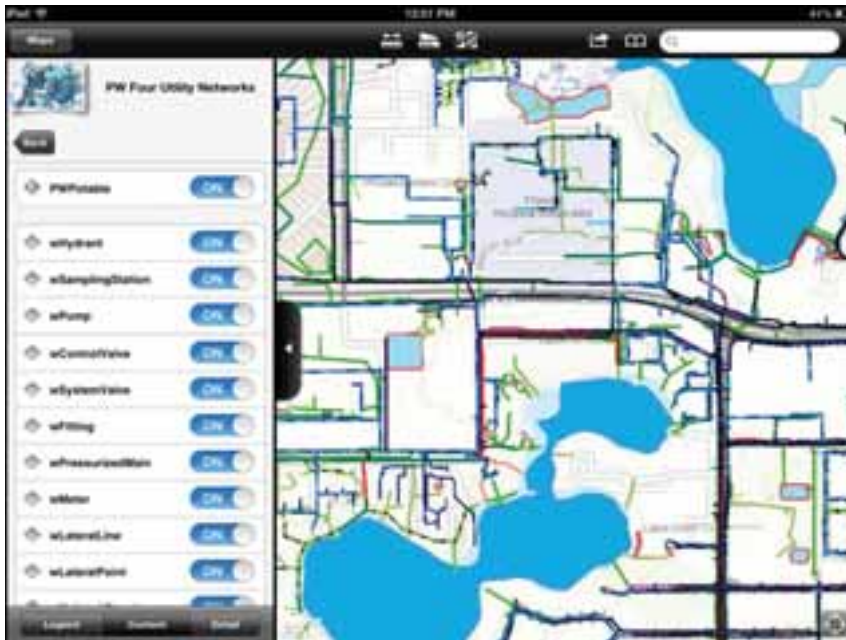 iPad
12:51 PM
Maps
PW Four Utility Networks
Back
PWPotable
ON
wHydrant
ON
wSamplingStation
ON
wPump
ON
wControlValve
ON
wSystemValve
ON
wFitting
ON
wPressurizedMain
ON
wMeter
ON
wLateralLine
ON
wLateralPoint
ON
Legend
Content
Detail